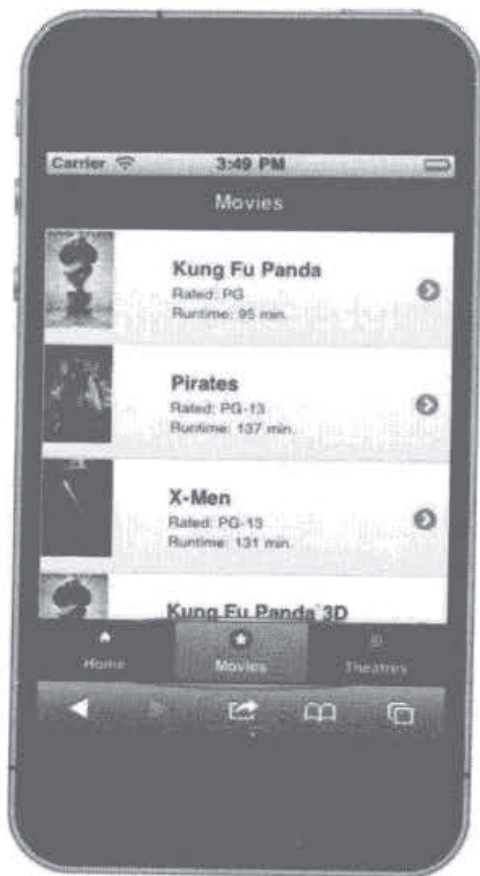 Carrier 3:49 PM
Movies
Kung Fu Panda
Rated: PG
Runtime: 95 min.
Pirates
Rated: PG-13
Runtime: 137 min.
X-Men
Rated: PG-13
Runtime: 131 min.
Kung Fu Panda 3D
Home Movies Theatres